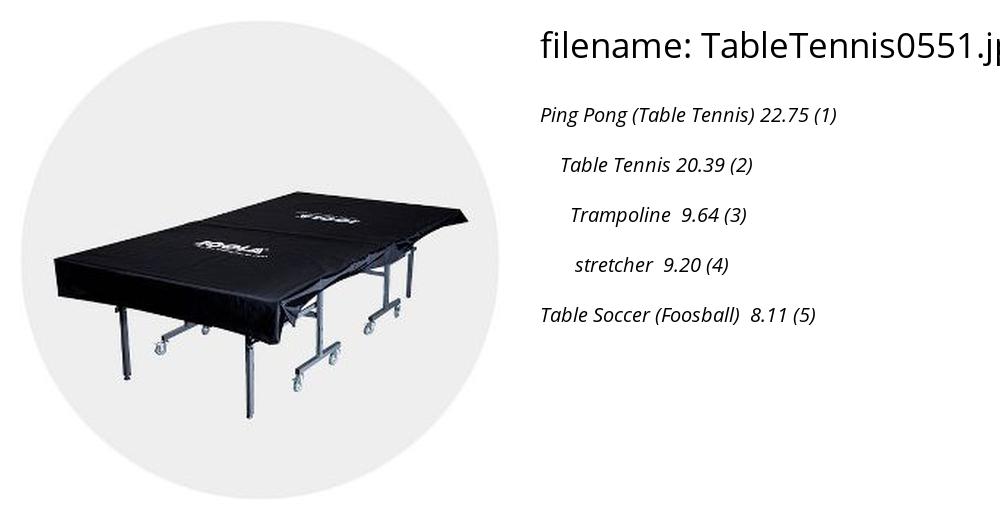 filename: TableTennis0551.jp
Ping Pong (Table Tennis) 22.75 (1)
Table Tennis 20.39 (2)
Trampoline 9.64 (3)
stretcher 9.20 (4)
Table Soccer (Foosball) 8.11 (5)
JOOLA